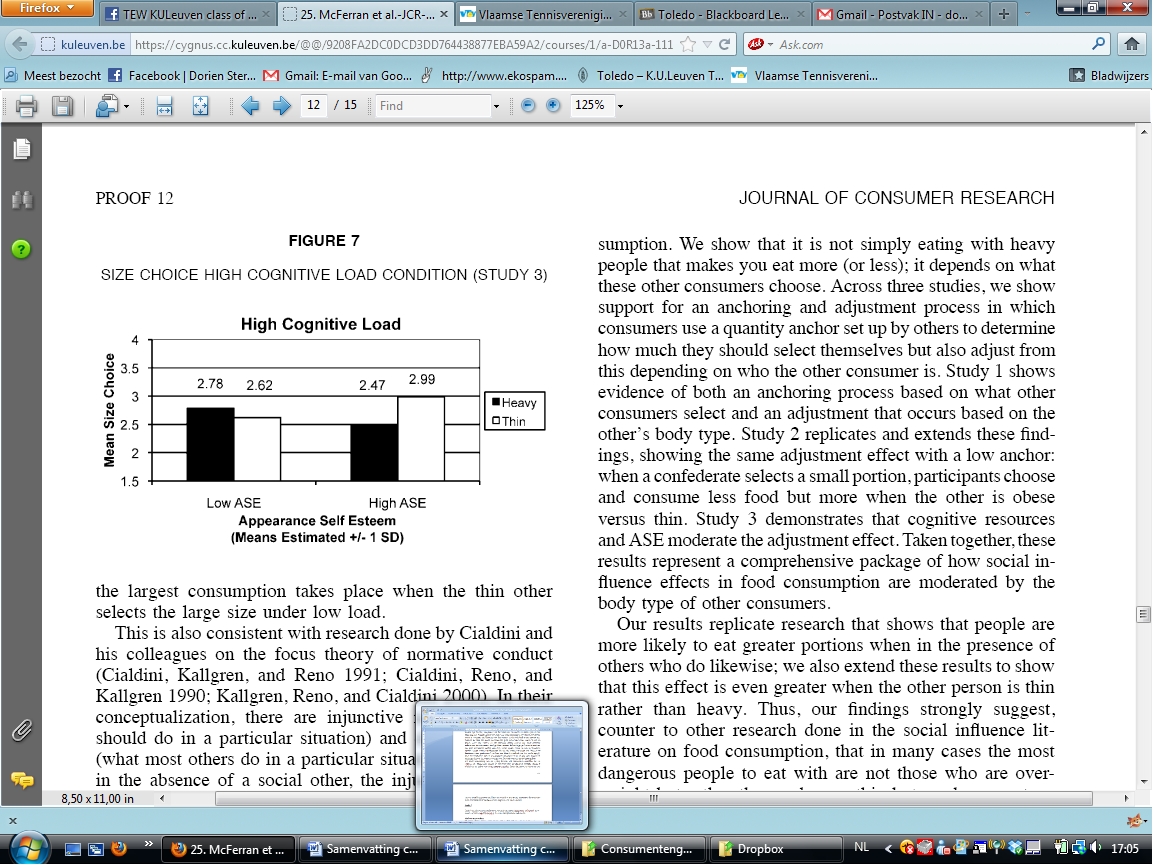 Firefox
TEW KULeuven class of ...
25. McFerran et al.-JCR-...
Vlaamse Tennisverenigi...
Toledo - Blackboard Le...
Gmail - Postvak IN - do...
kuleuven.be
https://cygnus.cc.kuleuven.be/@@/9208FA2DC0DCD3DD764438877EBA59A2/courses/1/a-D0R13a-111
Ask.com
Meest bezocht
Facebook | Dorien Ster...
Gmail: E-mail van Goo...
http://www.ekospam....
Toledo – K.U.Leuven T...
Vlaamse Tennisvereni...
Bladwijzers
12 / 15
Find
125%
PROOF 12
JOURNAL OF CONSUMER RESEARCH
FIGURE 7
SIZE CHOICE HIGH COGNITIVE LOAD CONDITION (STUDY 3)
High Cognitive Load
Mean Size Choice
4
3.5
3
2.5
2
1.5
2.78 2.62 2.47 2.99
Heavy
Thin
Low ASE High ASE
Appearance Self Esteem
(Means Estimated +/- 1 SD)
the largest consumption takes place when the thin other
selects the large size under low load.
This is also consistent with research done by Cialdini and
his colleagues on the focus theory of normative conduct
(Cialdini, Kallgren, and Reno 1991; Cialdini, Reno, and
Kallgren 1990; Kallgren, Reno, and Cialdini 2000). In their
conceptualization, there are injunctive
should do in a particular situation) and
(what most others do in a particular
in the absence of a social other, the
sumption. We show that it is not simply eating with heavy
people that makes you eat more (or less); it depends on what
these other consumers choose. Across three studies, we show
support for an anchoring and adjustment process in which
consumers use a quantity anchor set up by others to determine
how much they should select themselves but also adjust from
this depending on who the other consumer is. Study 1 shows
evidence of both an anchoring process based on what other
consumers select and an adjustment that occurs based on the
other's body type. Study 2 replicates and extends these find-
ings, showing the same adjustment effect with a low anchor:
when a confederate selects a small portion, participants choose
and consume less food but more when the other is obese
versus thin. Study 3 demonstrates that cognitive resources
and ASE moderate the adjustment effect. Taken together, these
results represent a comprehensive package of how social in-
fluence effects in food consumption are moderated by the
body type of other consumers.
Our results replicate research that shows that people are
more likely to eat greater portions when in the presence of
others who do likewise; we also extend these results to show
that this effect is even greater when the other person is thin
rather than heavy. Thus, our findings strongly suggest,
counter to other research done in the social influence lit-
erature on food consumption, that in many cases the most
dangerous people to eat with are not those who are over-
8,50 x 11,00 in
25. McFerran et ...
Samenvatting c...
Samenvatting c...
Consumenteng...
Dropbox
NL
17:05